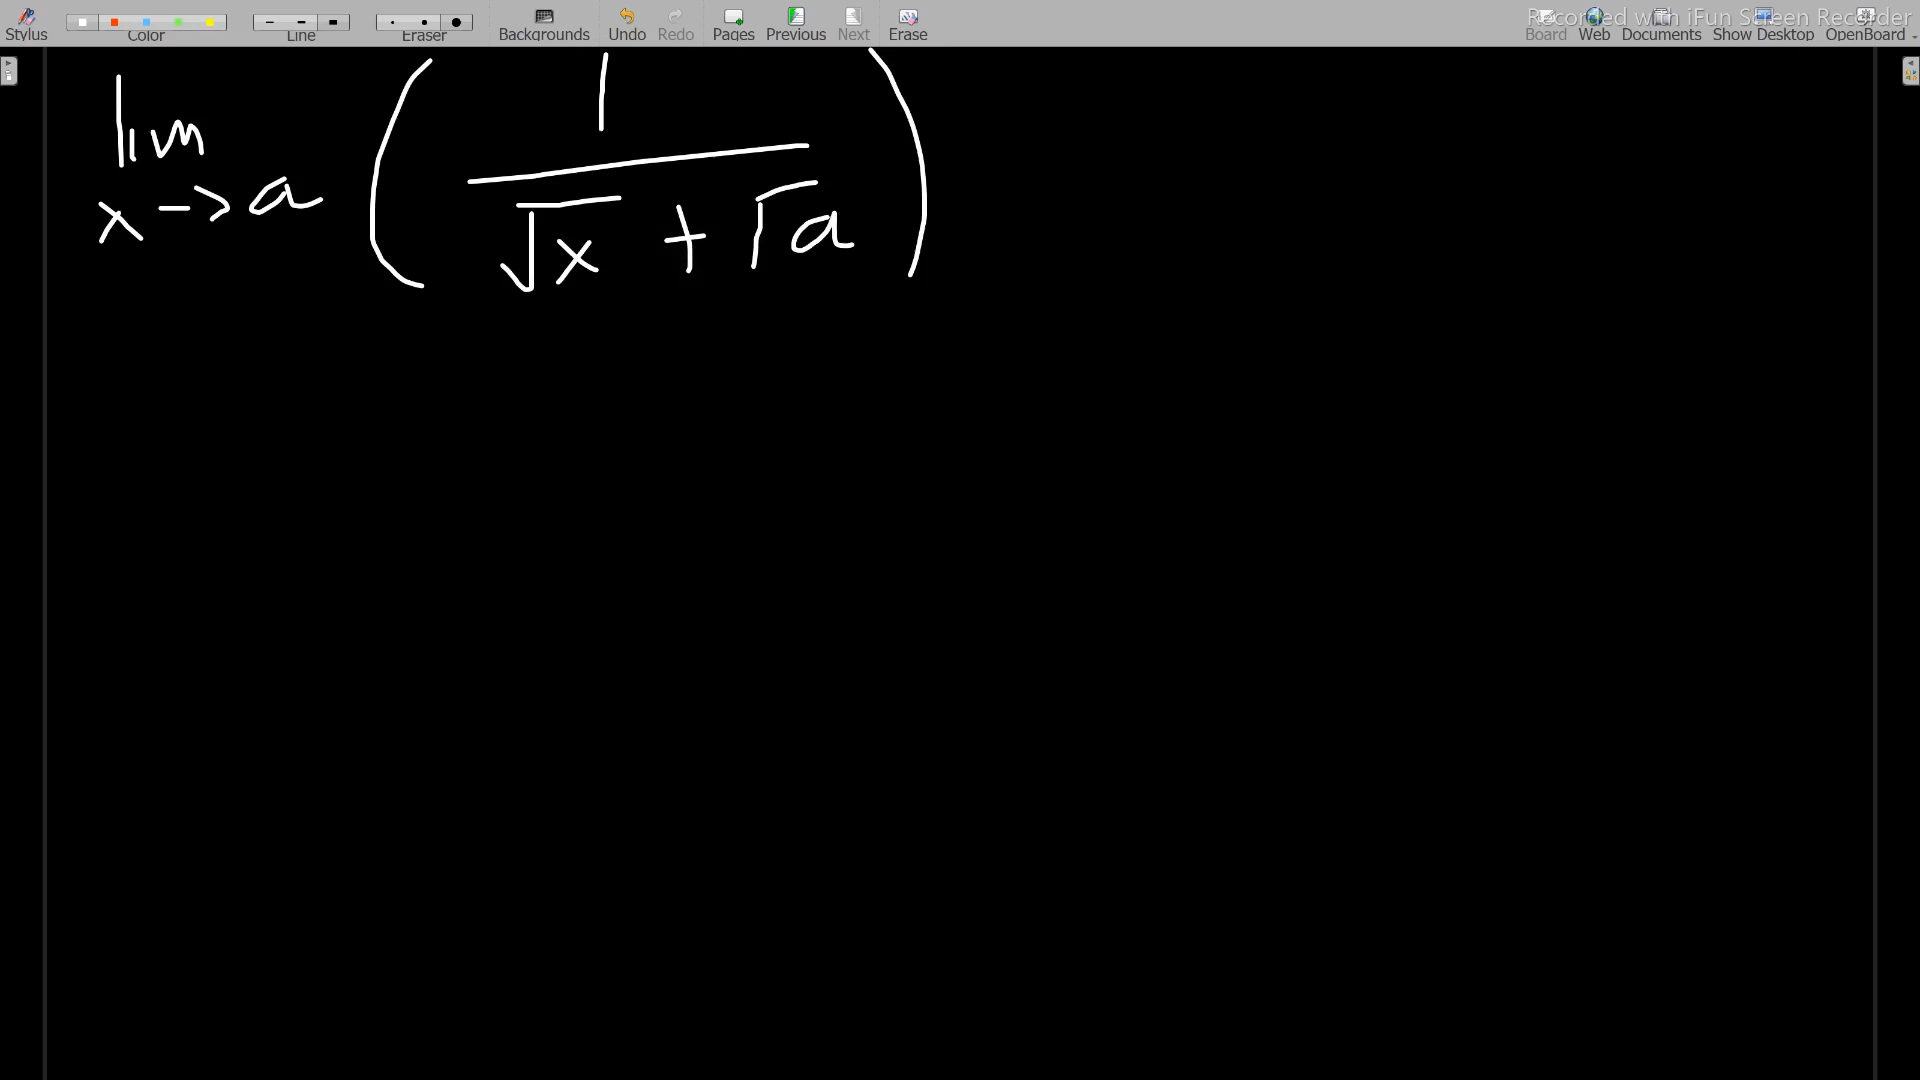 Recorded with iFun Screen Recorder
Stylus Color Line Eraser Backgrounds Undo Redo Pages Previous Next Erase Board Web Documents Show Desktop OpenBoard
lim x→a ( 1 / (√x + √a) )